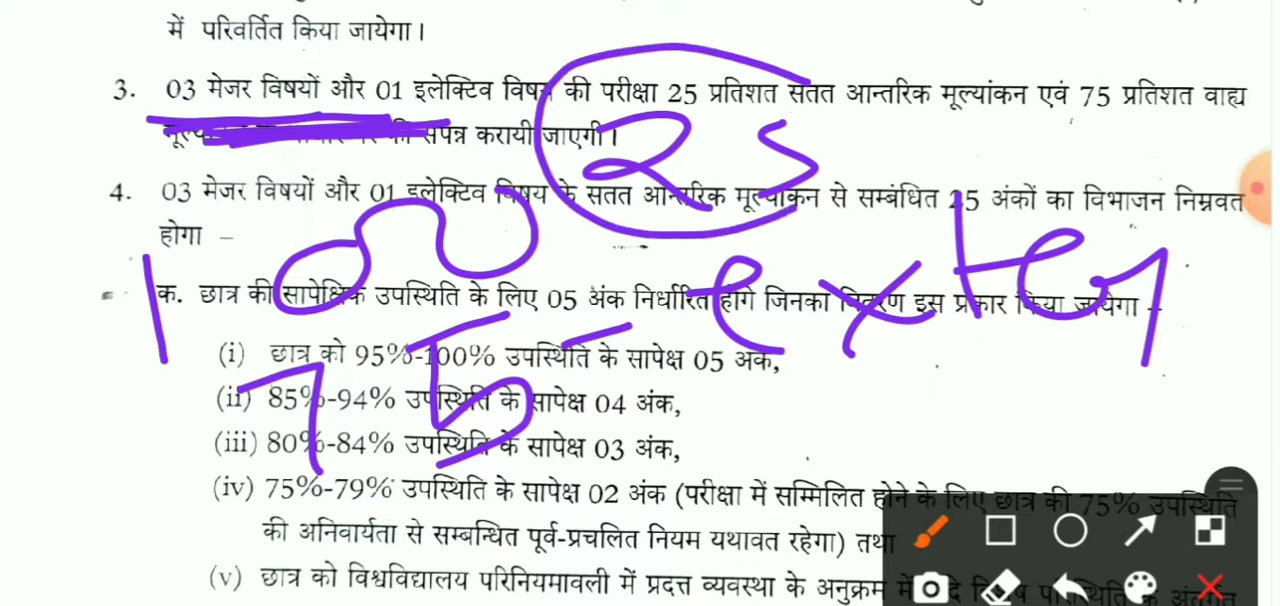 में परिवर्तित किया जायेगा।
3. 03 मेजर विषयों और 01 इलेक्टिव विषय की परीक्षा 25 प्रतिशत सतत आन्तरिक मूल्यांकन एवं 75 प्रतिशत वाह्य
संपन्न करायी जाएगी।
25
4. 03 मेजर विषयों और 01 इलेक्टिव विषय के सतत आन्तरिक मूल्यांकन से सम्बंधित 25 अंकों का विभाजन निम्नवत
होगा –
100
75 - exter
क. छात्र की सापेक्षिक उपस्थिति के लिए 05 अंक निर्धारित होंगे जिनका वितरण इस प्रकार किया जायेगा –
(i) छात्र को 95%-100% उपस्थिति के सापेक्ष 05 अंक,
(ii) 85%-94% उपस्थिति के सापेक्ष 04 अंक,
(iii) 80%-84% उपस्थिति के सापेक्ष 03 अंक,
(iv) 75%-79% उपस्थिति के सापेक्ष 02 अंक (परीक्षा में सम्मिलित होने के लिए छात्र की 75% उपस्थिति
की अनिवार्यता से सम्बन्धित पूर्व-प्रचलित नियम यथावत रहेगा) तथा
(v) छात्र को विश्वविद्यालय परिनियमावली में प्रदत्त व्यवस्था के अनुक्रम में